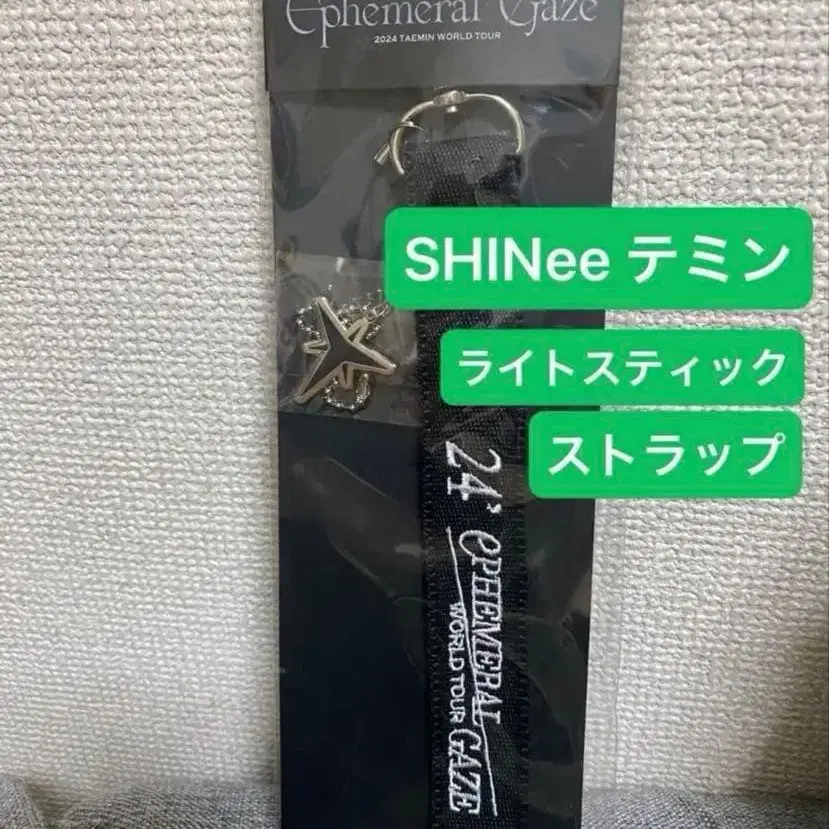 Ephemeral Gaze
2024 TAEMIN WORLD TOUR
SHINee テミン
ライトスティック
ストラップ
24' EPHEMERAL GAZE
WORLD TOUR